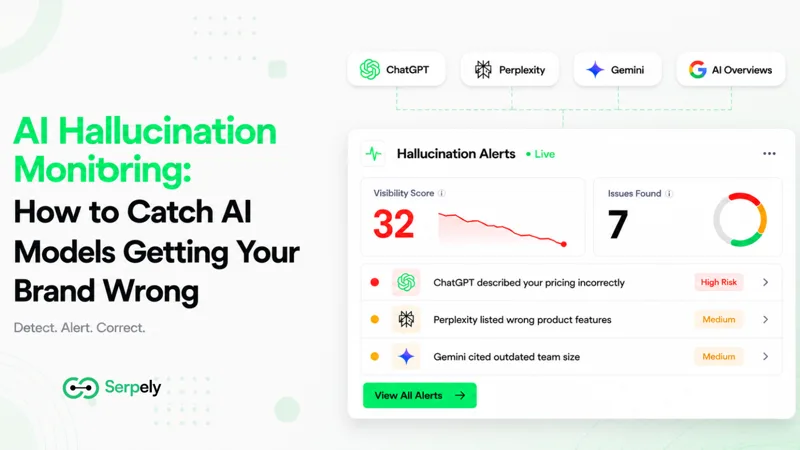 ChatGPT
Perplexity
Gemini
AI Overviews
AI Hallucination
Monitoring:
How to Catch AI
Models Getting Your
Brand Wrong
Detect. Alert. Correct.
Serpely
Hallucination Alerts
Live
Visibility Score
32
Issues Found
7
ChatGPT described your pricing incorrectly
High Risk
Perplexity listed wrong product features
Medium
Gemini cited outdated team size
Medium
View All Alerts